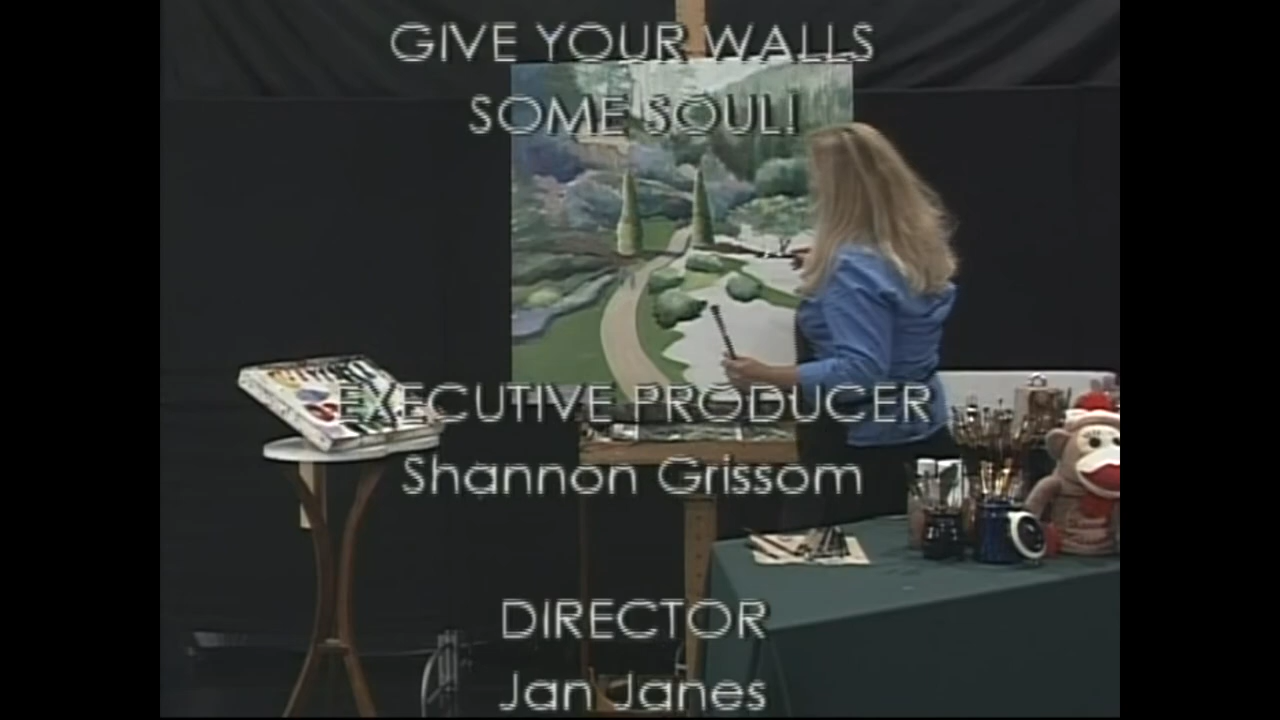 GIVE YOUR WALLS
SOME SOUL!
EXECUTIVE PRODUCER
Shannon Grissom
DIRECTOR
Jan Janes